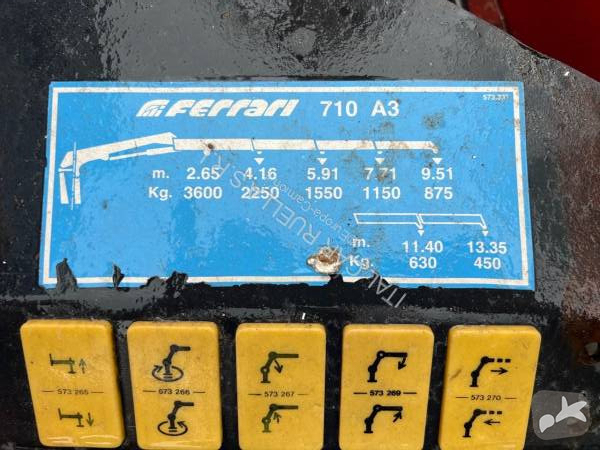 Ferrari 710 A3
573.271
m. 2.65 4.16 5.91 7.71 9.51
Kg. 3600 2250 1550 1150 875
m. 11.40 13.35
Kg. 630 450
573 265 573 266 573 267 573 269 573 270
ITALCAR RUELLI S.R.L.